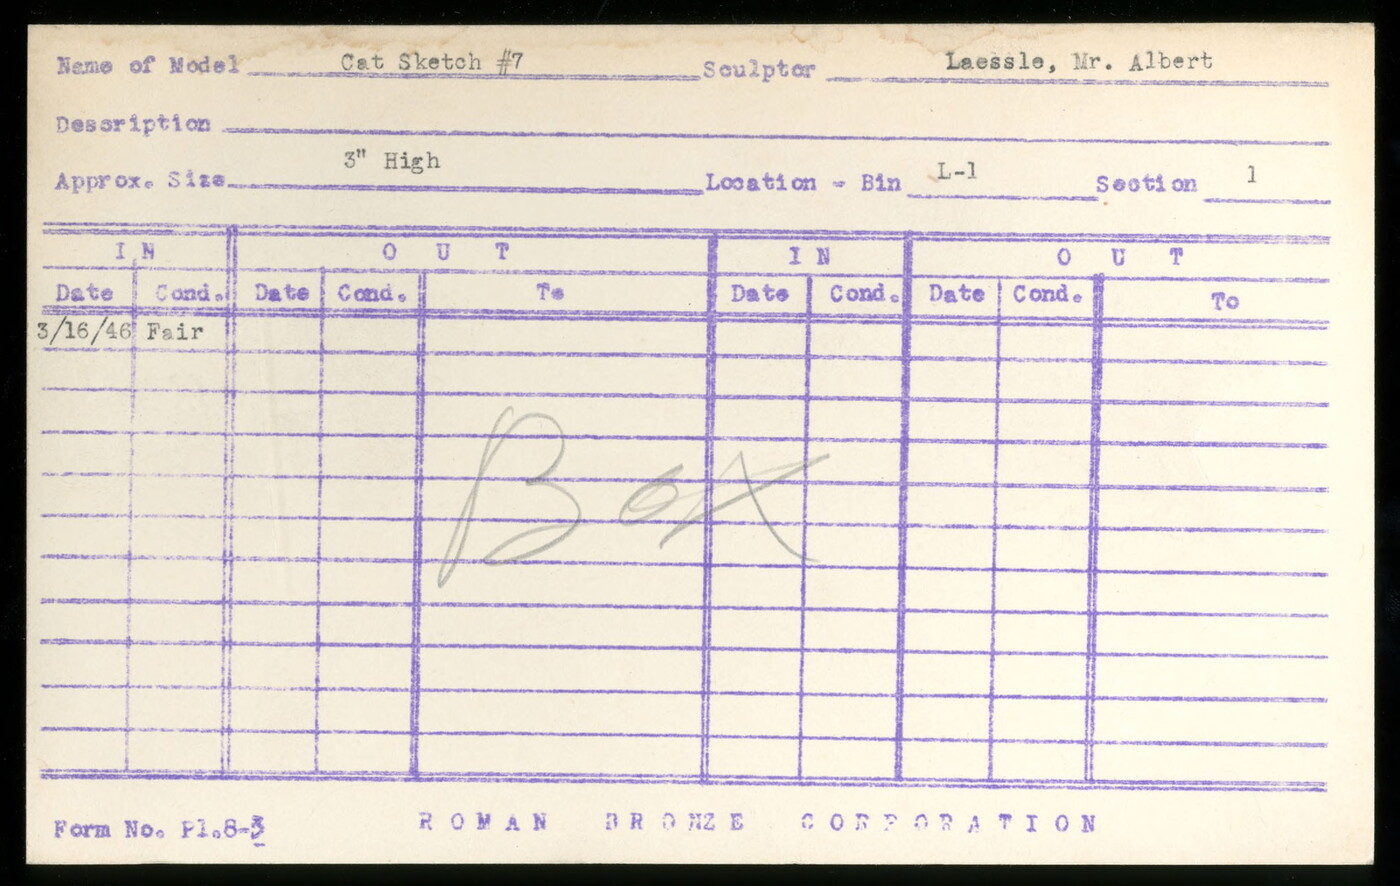 Name of Model Cat Sketch #7 Sculptor Laessle, Mr. Albert
Description
Approx. Size 3" High Location - Bin L-1 Section 1
IN OUT IN OUT
Date Cond. Date Cond. To Date Cond. Date Cond. To
3/16/46 Fair
Box
Form No. Pl.8-3 ROMAN BRONZE CORPORATION